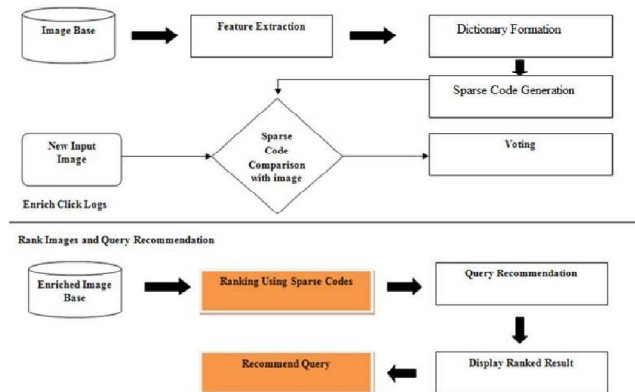 Image Base
Feature Extraction
Dictionary Formation
Sparse Code Generation
New Input
Image
Sparse
Code
Comparison
with image
Voting
Enrich Click Logs
Rank Images and Query Recommendation
Enriched Image
Base
Ranking Using Sparse Codes
Query Recommendation
Recommend Query
Display Ranked Result